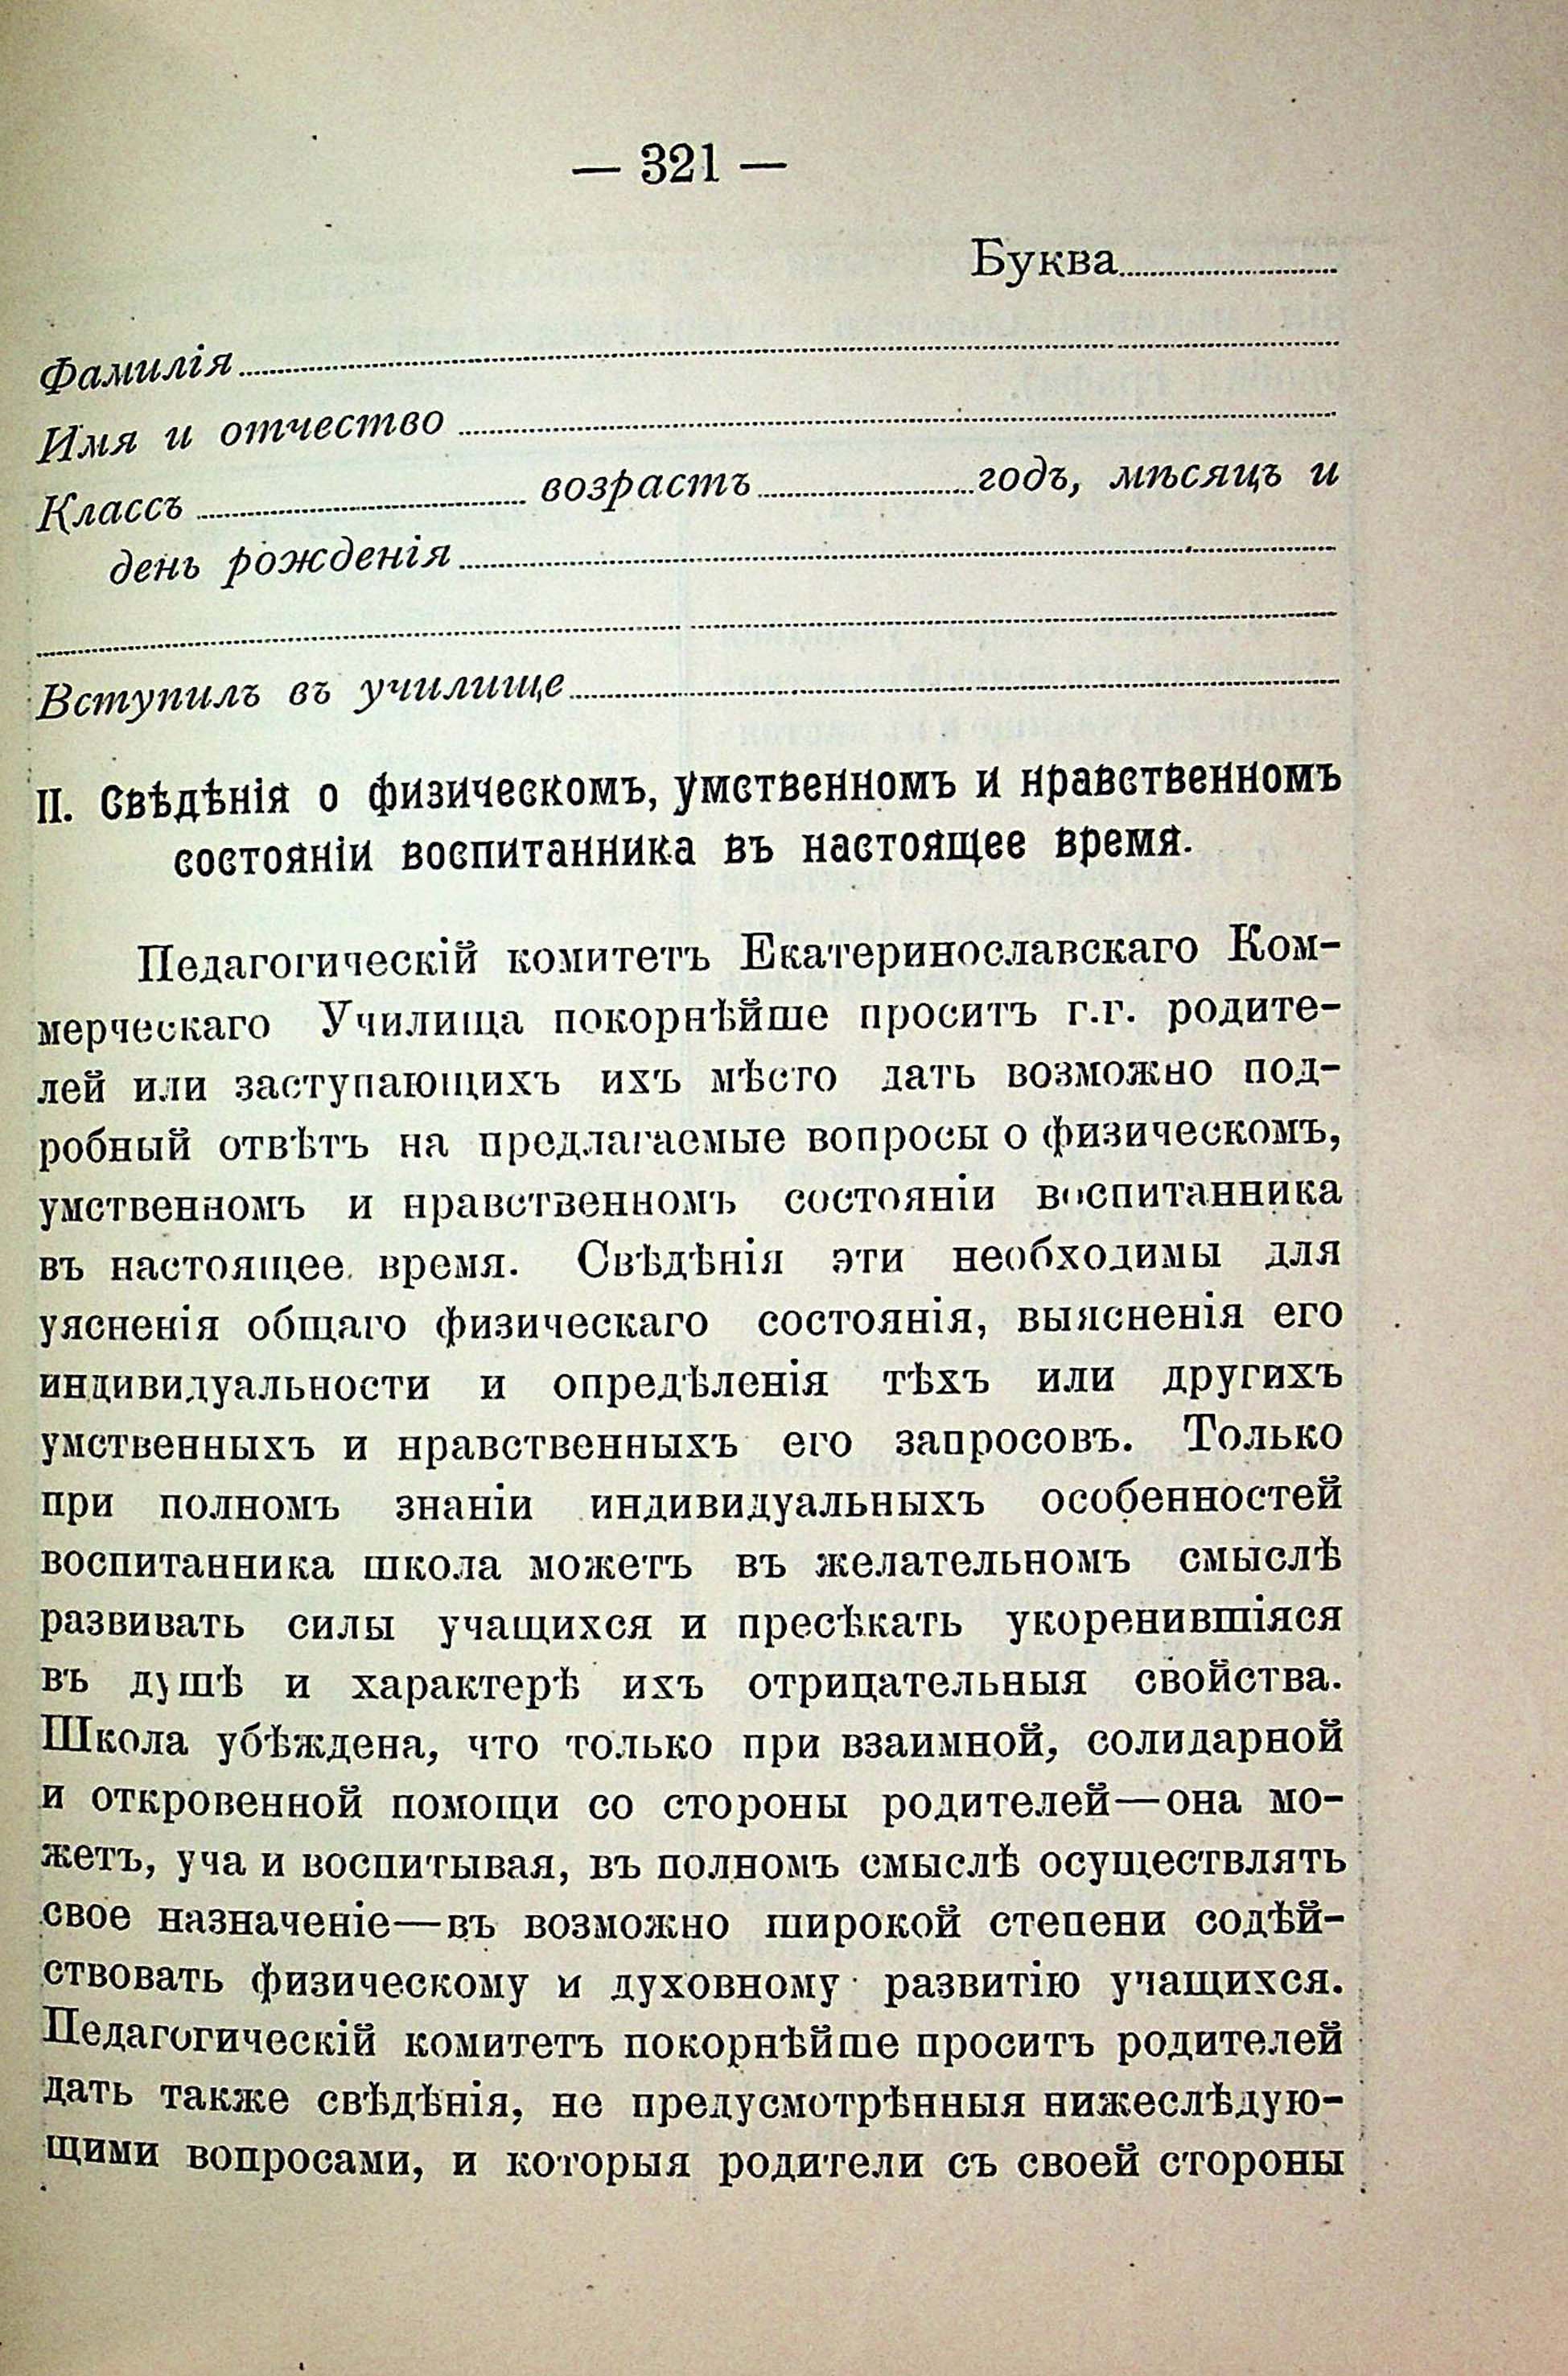 — 321 —
Буква
Фамилія
Имя и отчество
Классъ возрастъ годъ, мѣсяцъ и
день рожденія
Вступилъ въ училище
II. Свѣдѣнія о физическомъ, умственномъ и нравственномъ
состояніи воспитанника въ настоящее время.
Педагогическій комитетъ Екатеринославскаго Ком-
мерческаго Училища покорнѣйше проситъ г.г. родите-
лей или заступающихъ ихъ мѣсто дать возможно под-
робный отвѣтъ на предлагаемые вопросы о физическомъ,
умственномъ и нравственномъ состояніи воспитанника
въ настоящее время. Свѣдѣнія эти необходимы для
уясненія общаго физическаго состоянія, выясненія его
индивидуальности и опредѣленія тѣхъ или другихъ
умственныхъ и нравственныхъ его запросовъ. Только
при полномъ знаніи индивидуальныхъ особенностей
воспитанника школа можетъ въ желательномъ смыслѣ
развивать силы учащихся и пресѣкать укоренившіяся
въ душѣ и характерѣ ихъ отрицательныя свойства.
Школа убѣждена, что только при взаимной, солидарной
и откровенной помощи со стороны родителей—она мо-
жетъ, уча и воспитывая, въ полномъ смыслѣ осуществлять
свое назначеніе—въ возможно широкой степени содѣй-
ствовать физическому и духовному развитію учащихся.
Педагогическій комитетъ покорнѣйше проситъ родителей
дать также свѣдѣнія, не предусмотрѣнныя нижеслѣдую-
щими вопросами, и которыя родители съ своей стороны